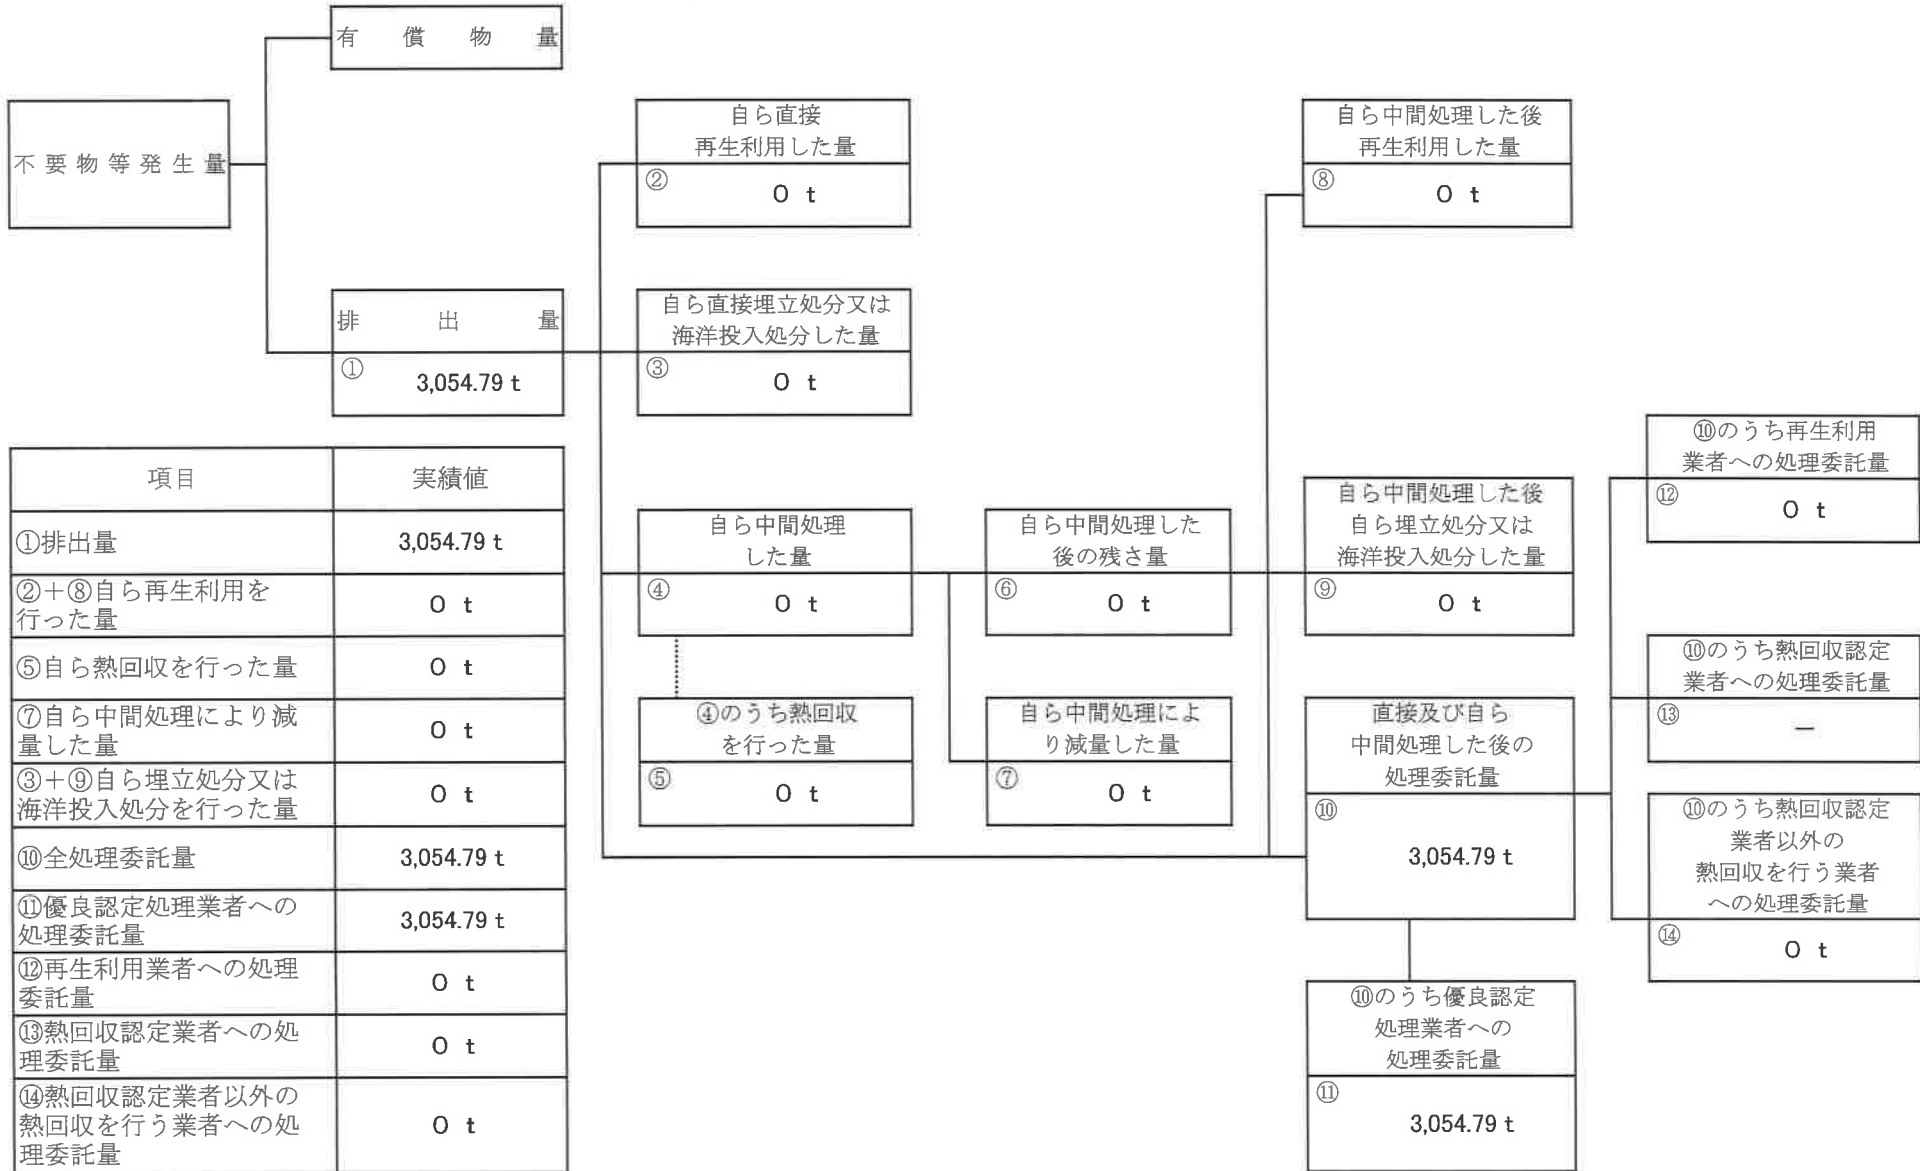 有償物量
不要物等発生量
排出量
①
3,054.79 t
自ら直接
再生利用した量
②
0 t
自ら直接埋立処分又は
海洋投入処分した量
③
0 t
自ら中間処理
した量
④
0 t
④のうち熱回収
を行った量
⑤
0 t
自ら中間処理した
後の残さ量
⑥
0 t
自ら中間処理によ
り減量した量
⑦
0 t
自ら中間処理した後
再生利用した量
⑧
0 t
自ら中間処理した後
自ら埋立処分又は
海洋投入処分した量
⑨
0 t
直接及び自ら
中間処理した後の
処理委託量
⑩
3,054.79 t
⑩のうち優良認定
処理業者への
処理委託量
⑪
3,054.79 t
⑩のうち再生利用
業者への処理委託量
⑫
0 t
⑩のうち熱回収認定
業者への処理委託量
⑬
―
⑩のうち熱回収認定
業者以外の
熱回収を行う業者
への処理委託量
⑭
0 t
項目 実績値
①排出量 3,054.79 t
②＋⑧自ら再生利用を
行った量
0 t
⑤自ら熱回収を行った量 0 t
⑦自ら中間処理により減
量した量
0 t
③＋⑨自ら埋立処分又は
海洋投入処分を行った量
0 t
⑩全処理委託量 3,054.79 t
⑪優良認定処理業者への
処理委託量
3,054.79 t
⑫再生利用業者への処理
委託量
0 t
⑬熱回収認定業者への処
理委託量
0 t
⑭熱回収認定業者以外の
熱回収を行う業者への処
理委託量
0 t